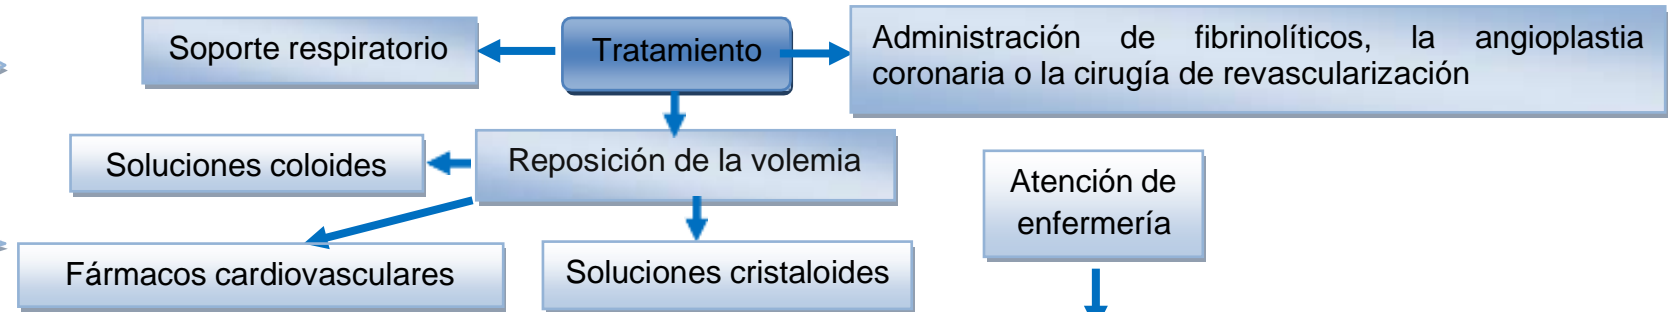 Soporte respiratorio
Tratamiento
Administración de fibrinolíticos, la angioplastia
coronaria o la cirugía de revascularización
Soluciones coloides
Reposición de la volemia
Atención de
enfermería
Fármacos cardiovasculares
Soluciones cristaloides